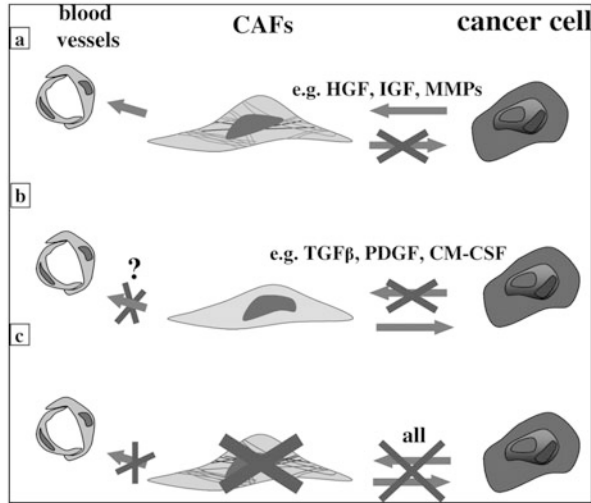 blood
vessels
CAFs
cancer cell
a
e.g. HGF, IGF, MMPs
b
?
e.g. TGFβ, PDGF, CM-CSF
c
all